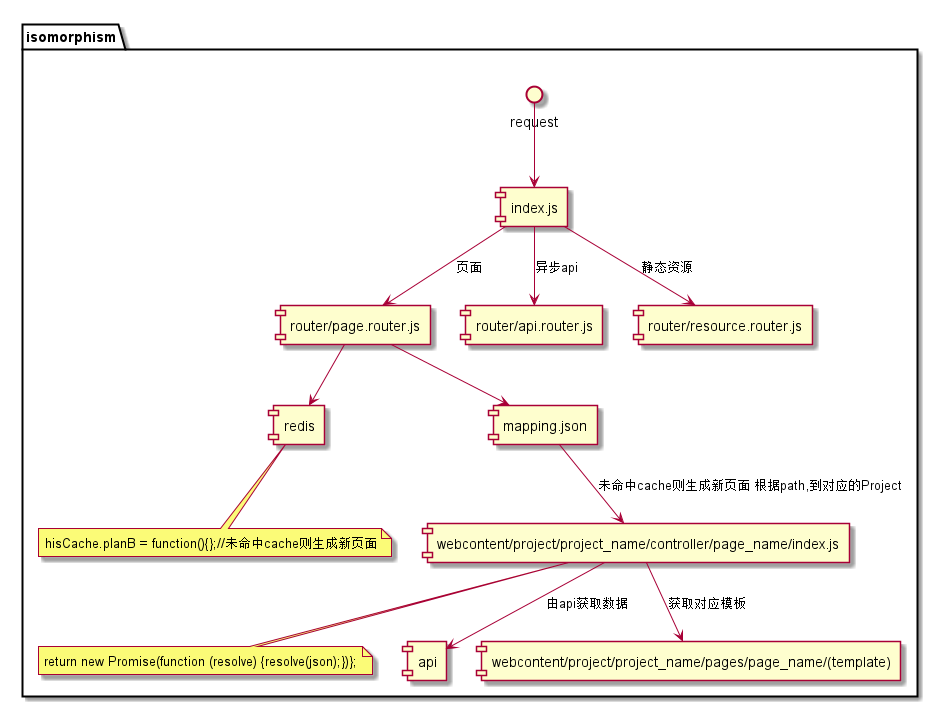 isomorphism
request
index.js
页面
异步api
静态资源
router/page.router.js
router/api.router.js
router/resource.router.js
redis
mapping.json
未命中cache则生成新页面 根据path,到对应的Project
hisCache.planB = function(){};//未命中cache则生成新页面
webcontent/project/project_name/controller/page_name/index.js
由api获取数据
获取对应模板
return new Promise(function (resolve) {resolve(json);})};
api
webcontent/project/project_name/pages/page_name/(template)